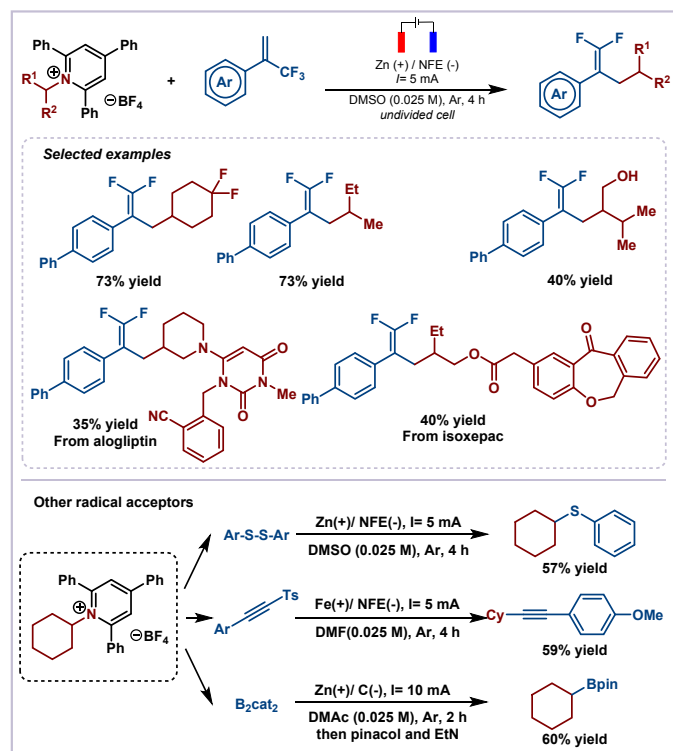 Ph Ph
N
+
R1
R2
Ph
⊖BF4
+
Ar
CF3
Zn (+) / NFE (-)
I= 5 mA
DMSO (0.025 M), Ar, 4 h
undivided cell
F F
R1
R2
Ar
Selected examples
F F
F
F
Ph
73% yield
F F
Et
Me
Ph
73% yield
F F
OH
Me
Me
Ph
40% yield
F F
N
O
N
N
Me
O
NC
Ph
35% yield
From alogliptin
F F
Et
O
O
O
O
Ph
40% yield
From isoxepac
Other radical acceptors
Ph Ph
N
+
Ph
⊖BF4
Ar-S-S-Ar
Zn(+)/ NFE(-), I= 5 mA
DMSO (0.025 M), Ar, 4 h
S
57% yield
Ts
Ar
Fe(+)/ NFE(-), I= 5 mA
DMF(0.025 M), Ar, 4 h
Cy
OMe
59% yield
B2cat2
Zn(+)/ C(-), I= 10 mA
DMAc (0.025 M), Ar, 2 h
then pinacol and EtN
Bpin
60% yield